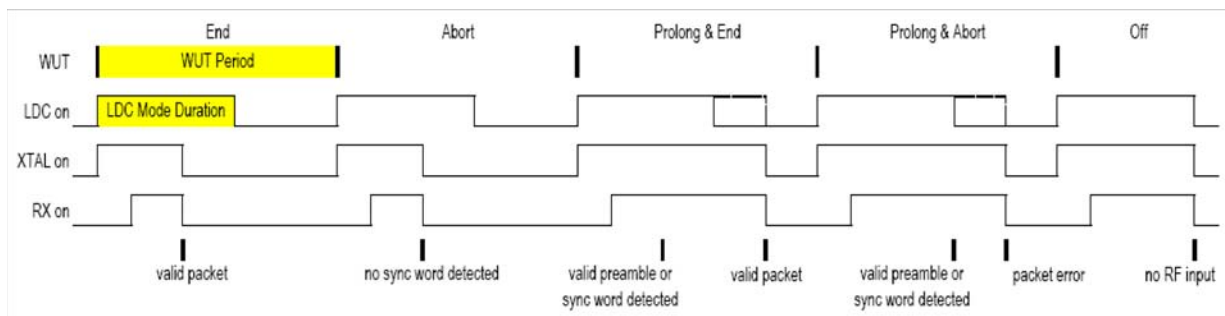 End Abort Prolong & End Prolong & Abort Off
WUT WUT Period
LDC on LDC Mode Duration
XTAL on
RX on
valid packet no sync word detected valid preamble or valid packet valid preamble or packet error no RF input
sync word detected sync word detected